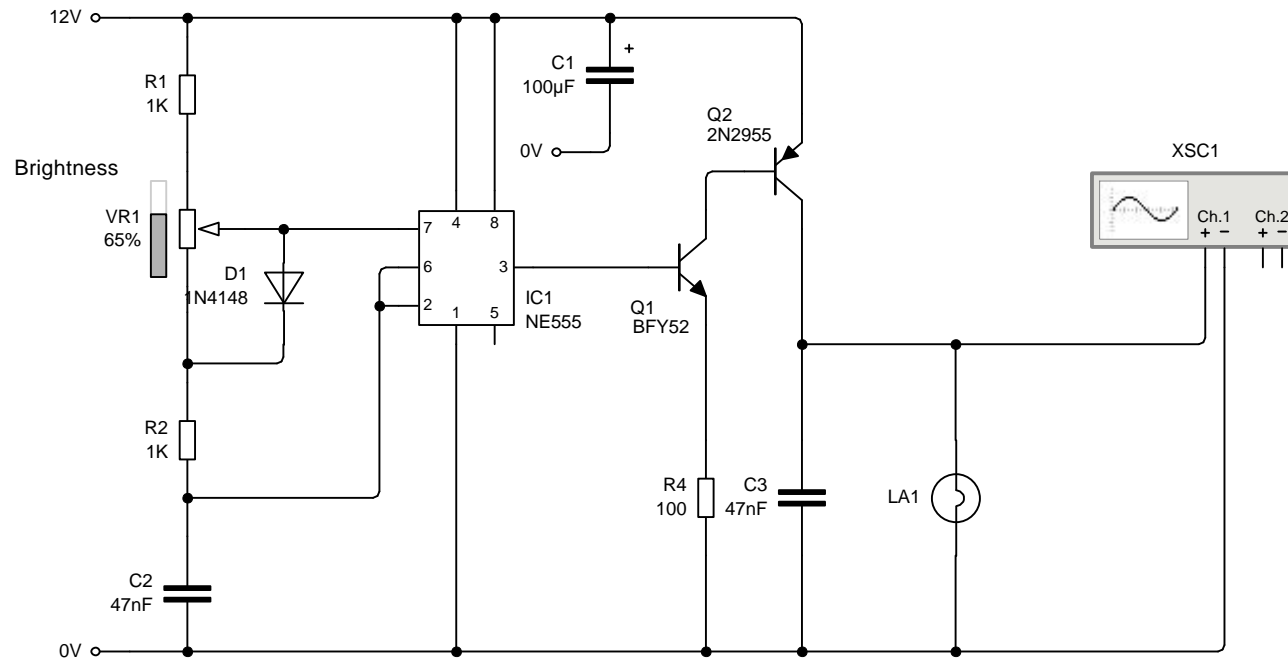 12V
R1
1K
C1
100µF
+
0V
Q2
2N2955
XSC1
Brightness
VR1
65%
Ch.1
Ch.2
+ −
+ −
7
4
8
6
3
2
1
5
D1
1N4148
IC1
NE555
Q1
BFY52
R2
1K
R4
100
C3
47nF
LA1
C2
47nF
0V